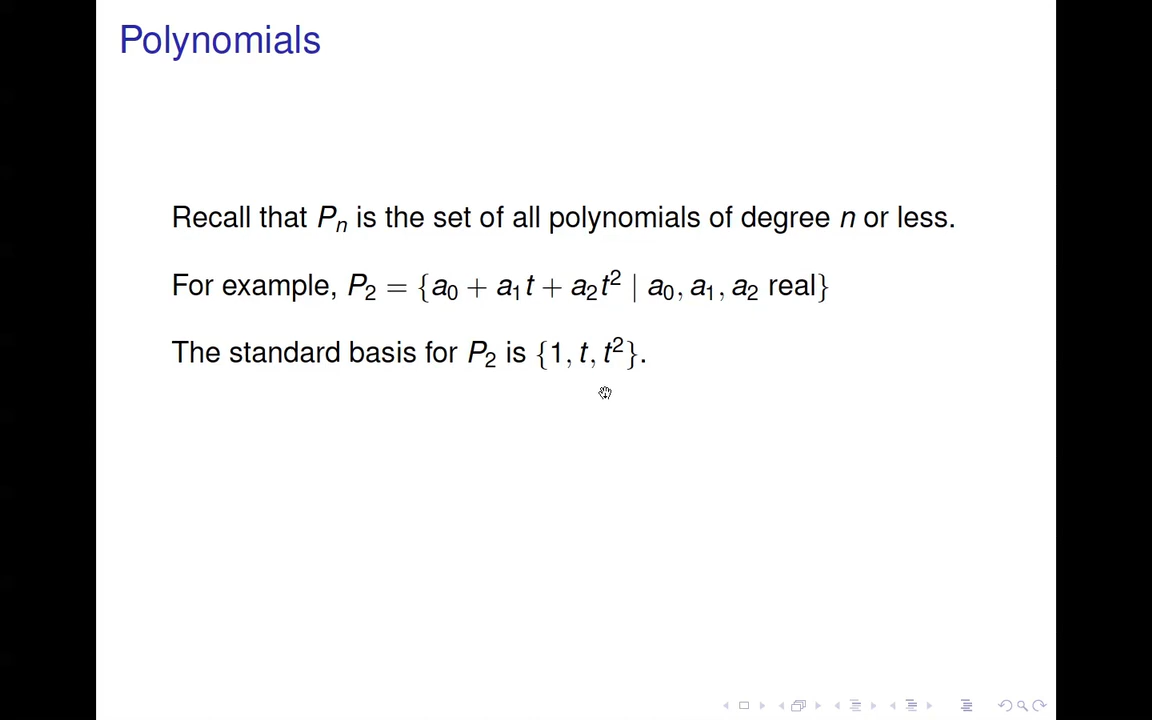 Polynomials
Recall that Pₙ is the set of all polynomials of degree n or less.
For example, P₂ = {a₀ + a₁t + a₂t² | a₀, a₁, a₂ real}
The standard basis for P₂ is {1, t, t²}.